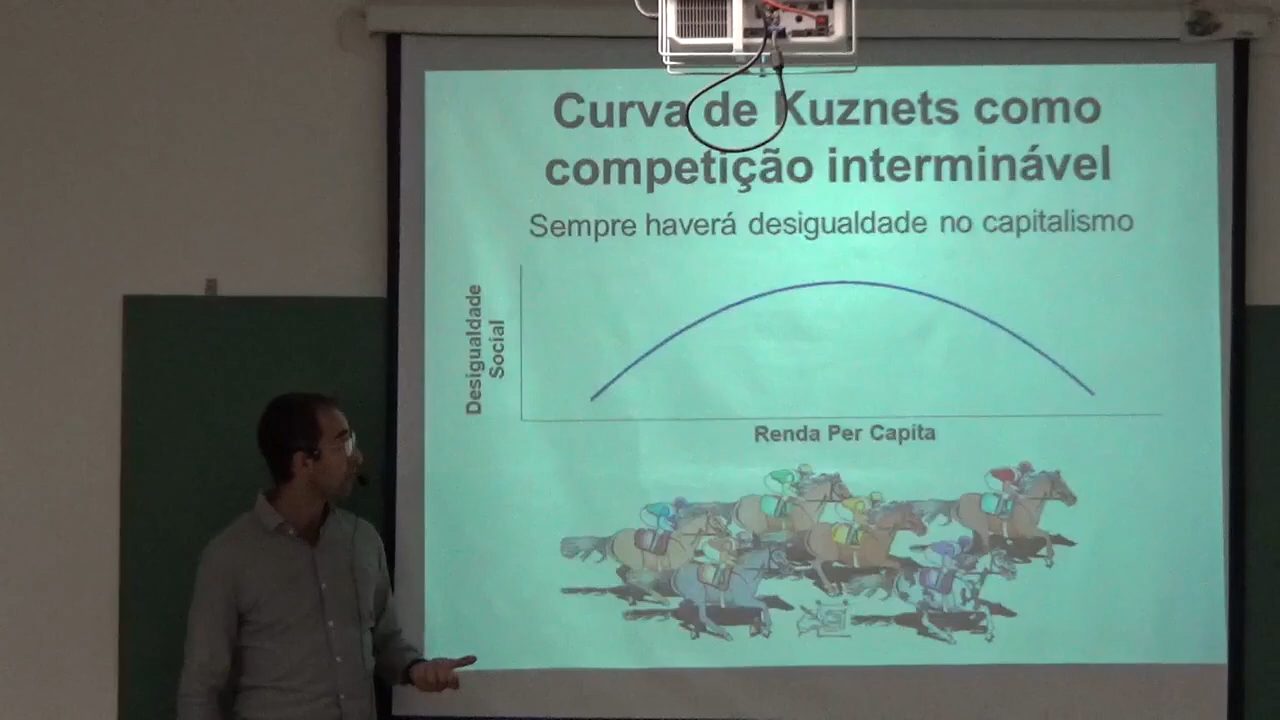 Curva de Kuznets como
competição interminável
Sempre haverá desigualdade no capitalismo
Desigualdade
Social
Renda Per Capita